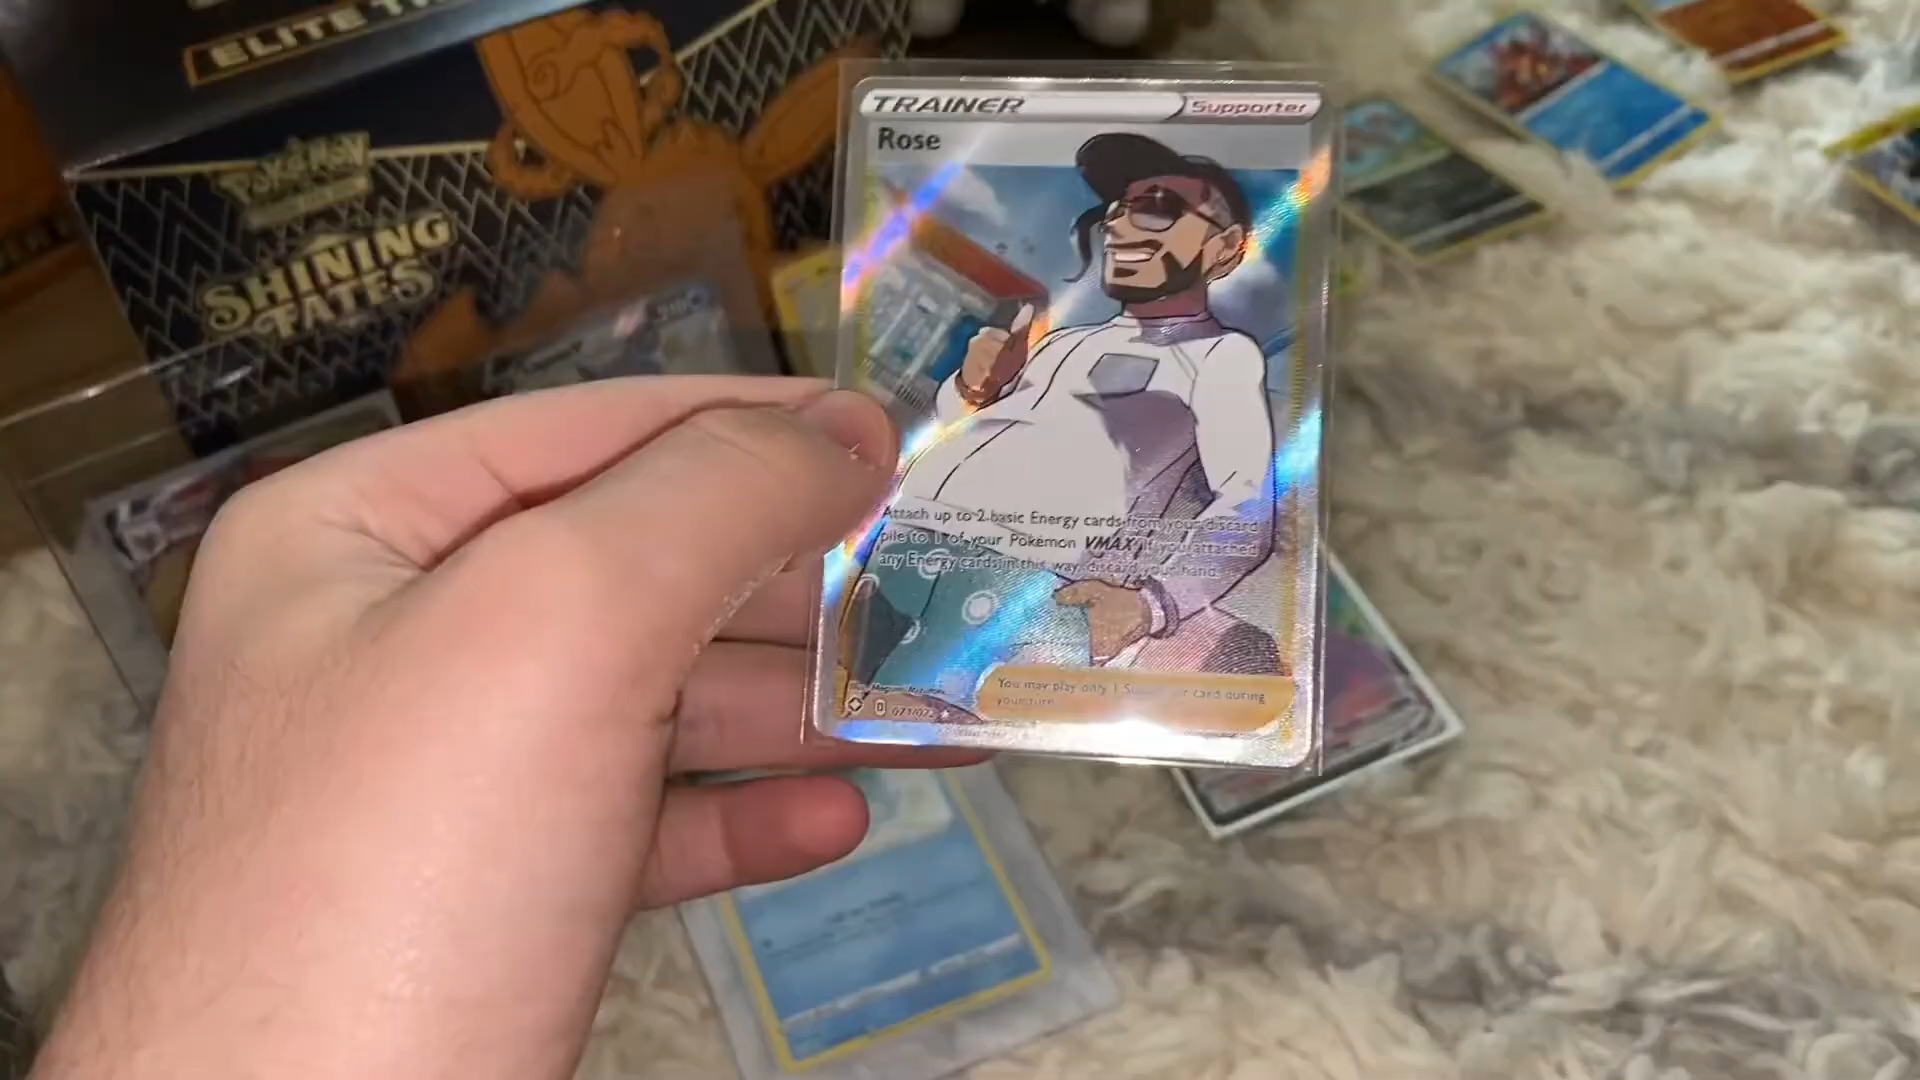 ELITE
POKÉMON
SHINING
FATES
TRAINER
Supporter
Rose
Attach up to 2 basic Energy cards from your discard
pile to 1 of your Pokémon VMAX. If you attached
any Energy cards in this way, discard your hand.
You may play only 1 Supporter card during
your turn.
071/072